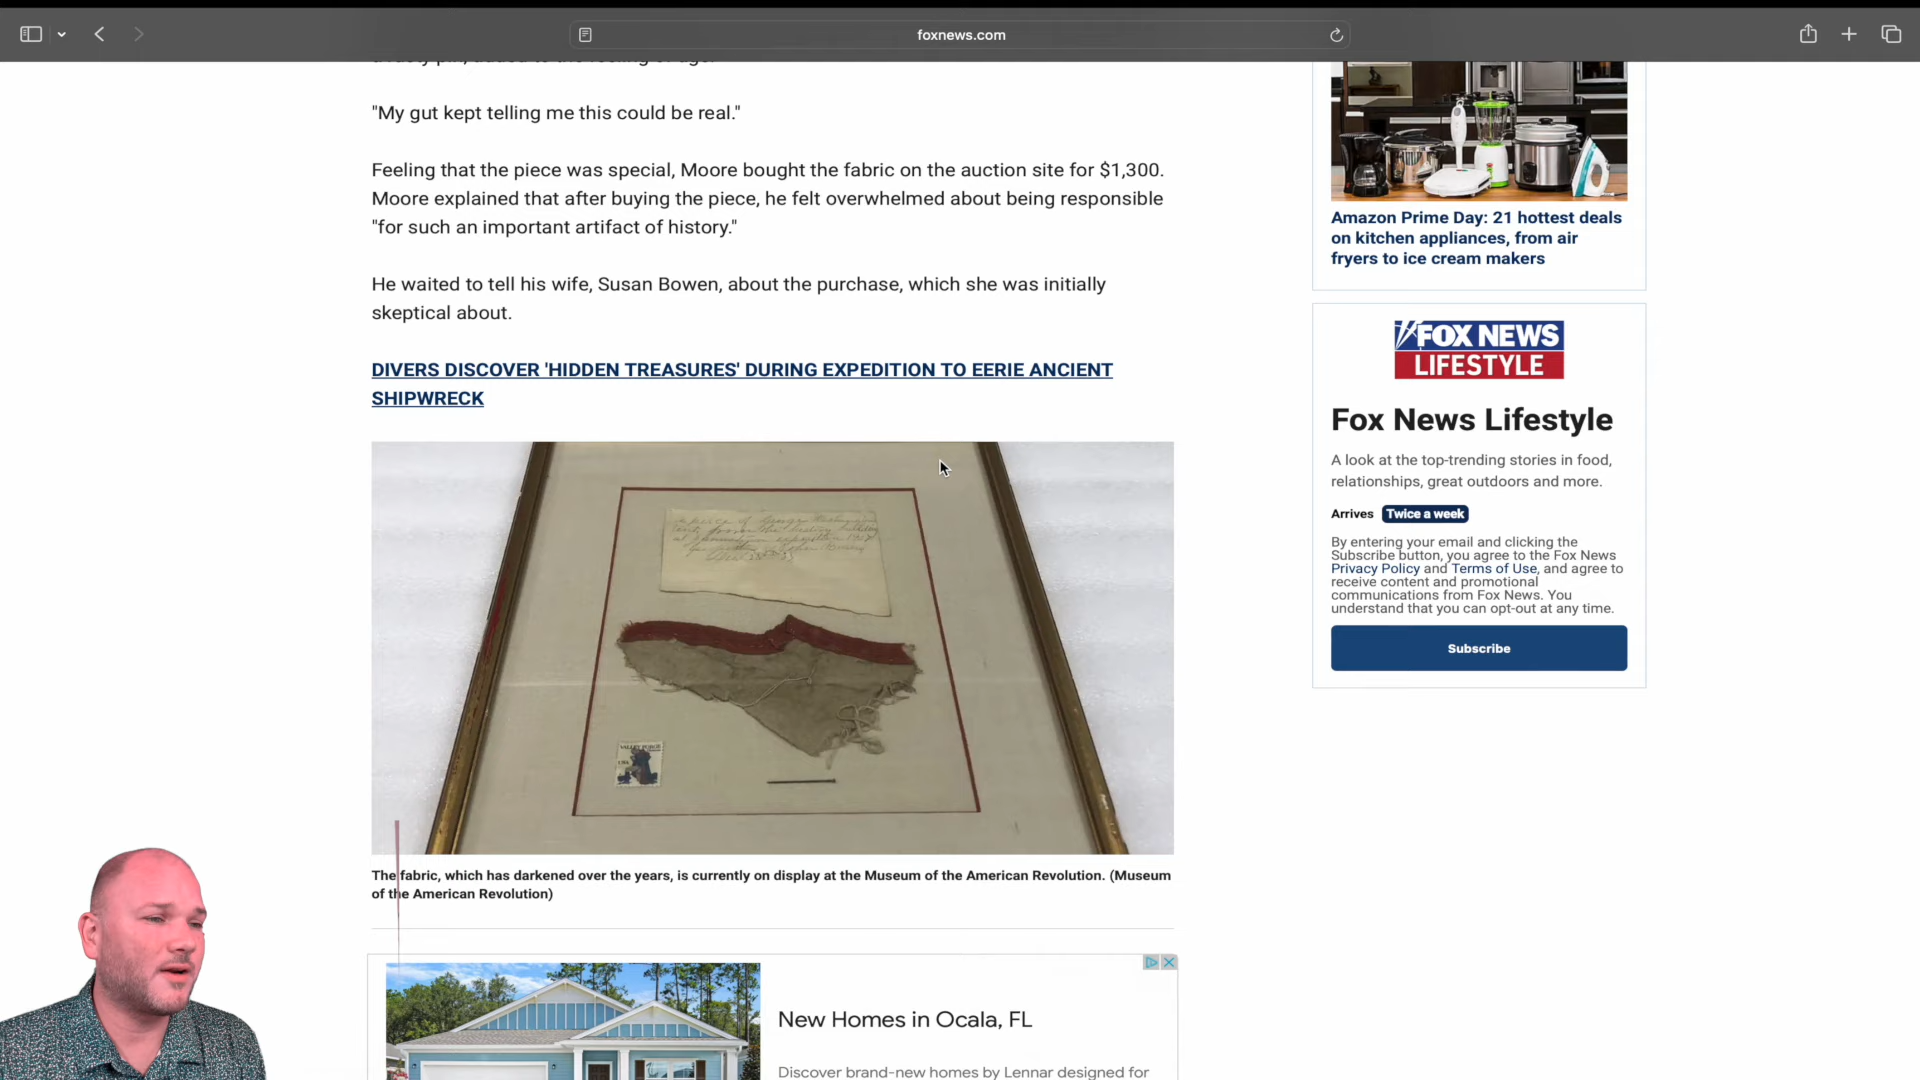 foxnews.com
"My gut kept telling me this could be real."
Feeling that the piece was special, Moore bought the fabric on the auction site for $1,300.
Moore explained that after buying the piece, he felt overwhelmed about being responsible
"for such an important artifact of history."
He waited to tell his wife, Susan Bowen, about the purchase, which she was initially
skeptical about.
DIVERS DISCOVER 'HIDDEN TREASURES' DURING EXPEDITION TO EERIE ANCIENT
SHIPWRECK
VALLEY FORGE
USA
The fabric, which has darkened over the years, is currently on display at the Museum of the American Revolution. (Museum
of the American Revolution)
New Homes in Ocala, FL
Discover brand-new homes by Lennar designed for
Amazon Prime Day: 21 hottest deals
on kitchen appliances, from air
fryers to ice cream makers
FOX NEWS
LIFESTYLE
Fox News Lifestyle
A look at the top-trending stories in food,
relationships, great outdoors and more.
Arrives Twice a week
By entering your email and clicking the
Subscribe button, you agree to the Fox News
Privacy Policy and Terms of Use, and agree to
receive content and promotional
communications from Fox News. You
understand that you can opt-out at any time.
Subscribe